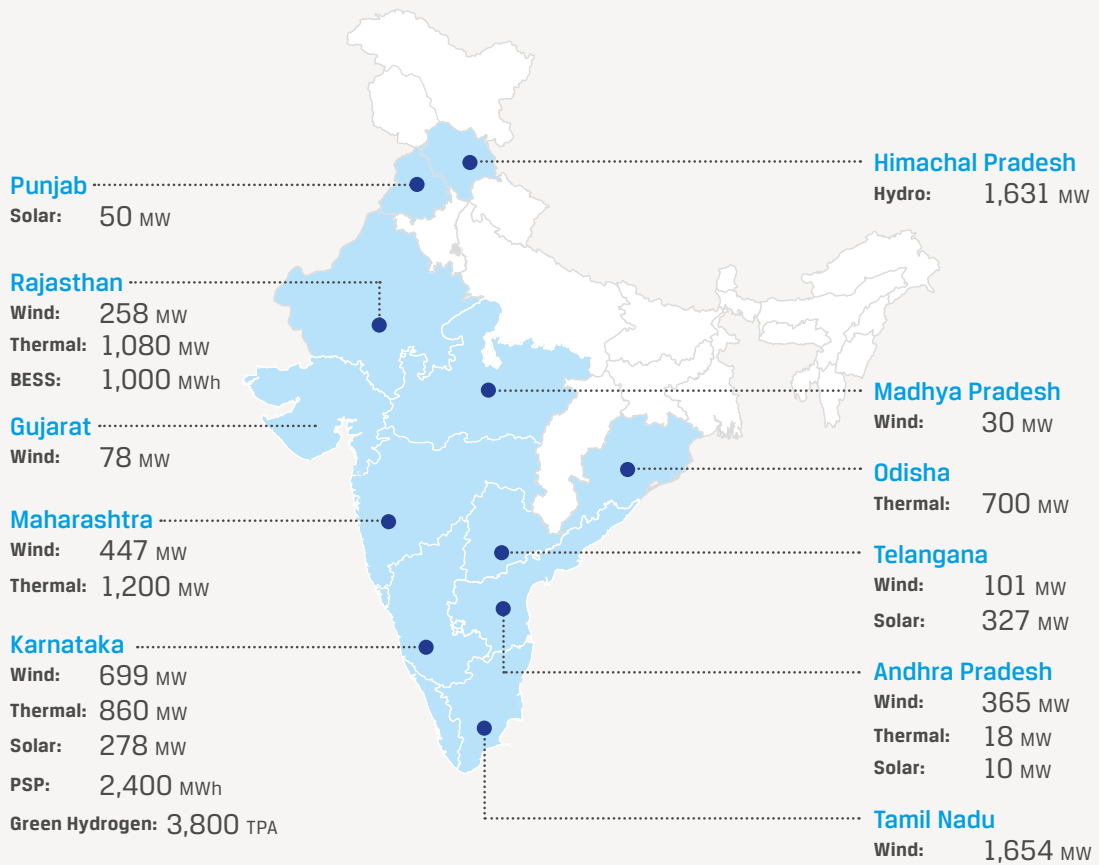 Punjab
Solar: 50 MW
Rajasthan
Wind: 258 MW
Thermal: 1,080 MW
BESS: 1,000 MWh
Gujarat
Wind: 78 MW
Maharashtra
Wind: 447 MW
Thermal: 1,200 MW
Karnataka
Wind: 699 MW
Thermal: 860 MW
Solar: 278 MW
PSP: 2,400 MWh
Green Hydrogen: 3,800 TPA
Himachal Pradesh
Hydro: 1,631 MW
Madhya Pradesh
Wind: 30 MW
Odisha
Thermal: 700 MW
Telangana
Wind: 101 MW
Solar: 327 MW
Andhra Pradesh
Wind: 365 MW
Thermal: 18 MW
Solar: 10 MW
Tamil Nadu
Wind: 1,654 MW